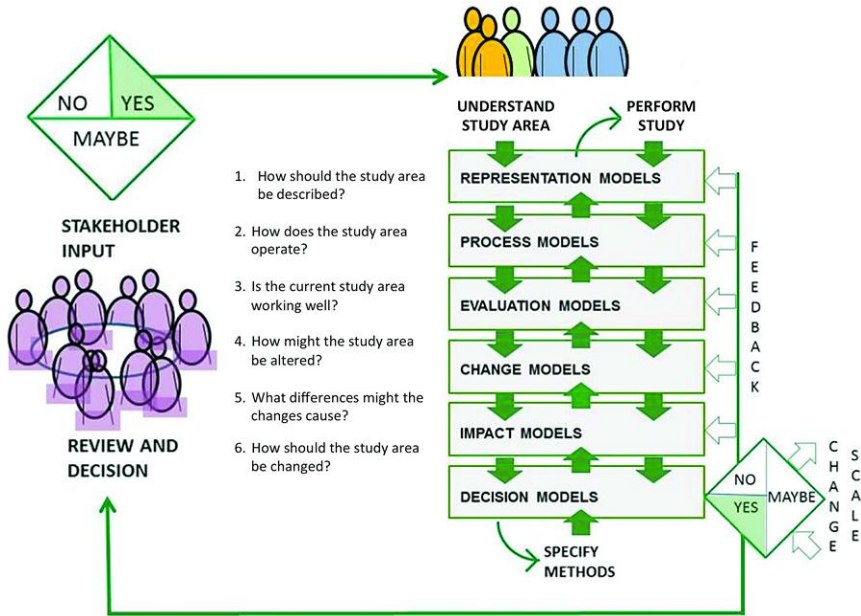 NO
YES
MAYBE
UNDERSTAND
STUDY AREA
PERFORM
STUDY
STAKEHOLDER
INPUT
REVIEW AND
DECISION
1. How should the study area
be described?
2. How does the study area
operate?
3. Is the current study area
working well?
4. How might the study area
be altered?
5. What differences might the
changes cause?
6. How should the study area
be changed?
REPRESENTATION MODELS
PROCESS MODELS
EVALUATION MODELS
CHANGE MODELS
IMPACT MODELS
DECISION MODELS
SPECIFY
METHODS
FEEDBACK
NO
YES
MAYBE
CHANGE
SCALE